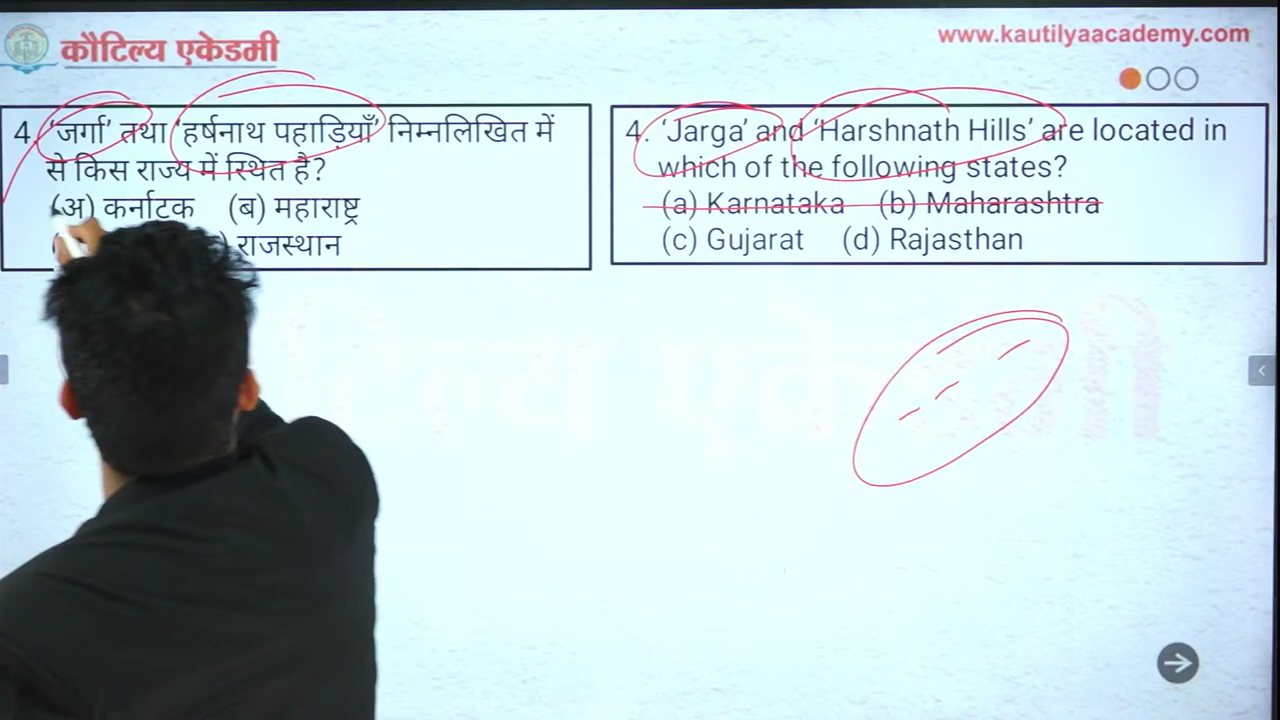 कौटिल्य एकेडमी
www.kautilyaacademy.com
4. 'जर्गा' तथा 'हर्षनाथ पहाड़ियाँ' निम्नलिखित में
से किस राज्य में स्थित है?
(अ) कर्नाटक (ब) महाराष्ट्र
राजस्थान
4. 'Jarga' and 'Harshnath Hills' are located in
which of the following states?
(a) Karnataka (b) Maharashtra
(c) Gujarat (d) Rajasthan